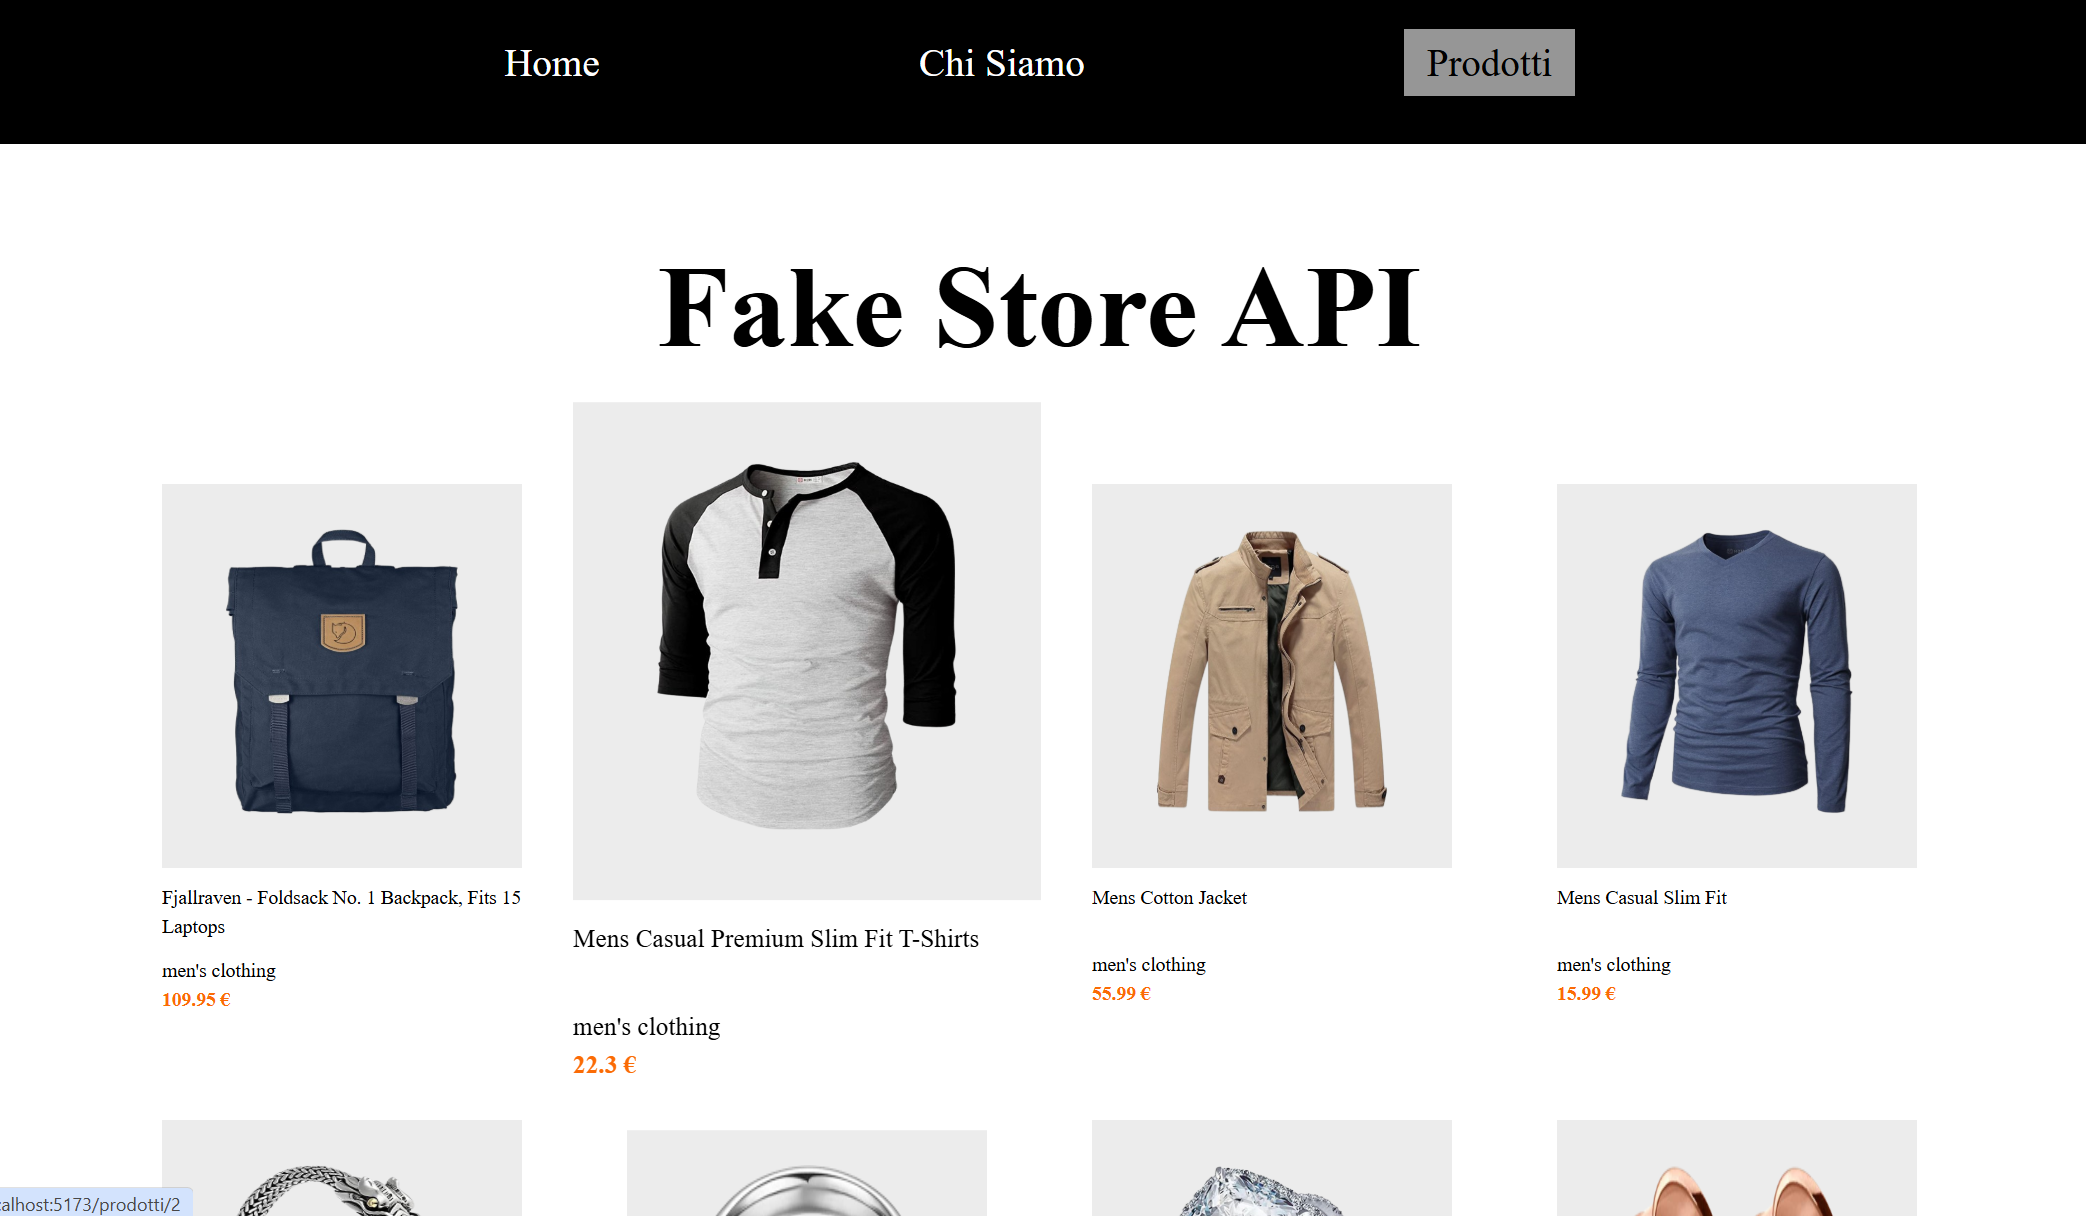 Home
Chi Siamo
Prodotti
Fake Store API
Fjallraven - Foldsack No. 1 Backpack, Fits 15
Laptops
men's clothing
109.95 €
Mens Casual Premium Slim Fit T-Shirts
men's clothing
22.3 €
Mens Cotton Jacket
men's clothing
55.99 €
Mens Casual Slim Fit
men's clothing
15.99 €
alhost:5173/prodotti/2